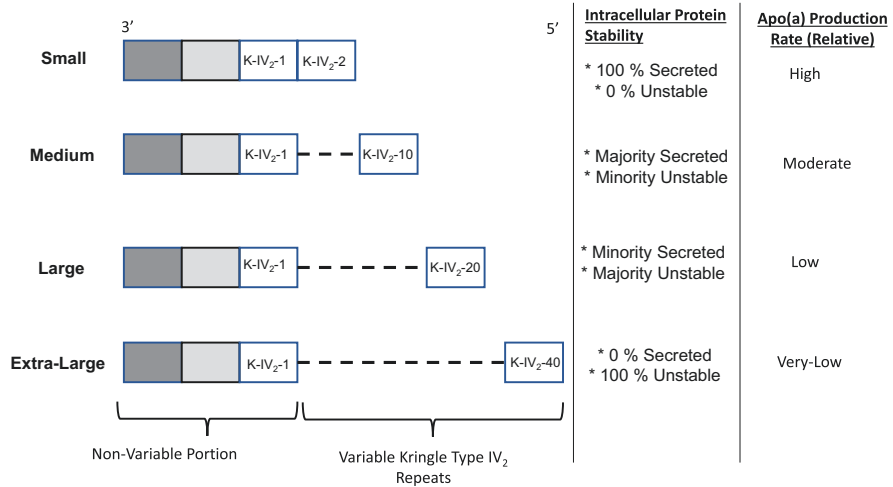 Intracellular Protein
Stability
Apo(a) Production
Rate (Relative)
3’
5’
Small
K-IV2-1
K-IV2-2
* 100 % Secreted
* 0 % Unstable
High
Medium
K-IV2-1
K-IV2-10
* Majority Secreted
* Minority Unstable
Moderate
Large
K-IV2-1
K-IV2-20
* Minority Secreted
* Majority Unstable
Low
Extra-Large
K-IV2-1
K-IV2-40
* 0 % Secreted
* 100 % Unstable
Very-Low
Non-Variable Portion
Variable Kringle Type IV2
Repeats